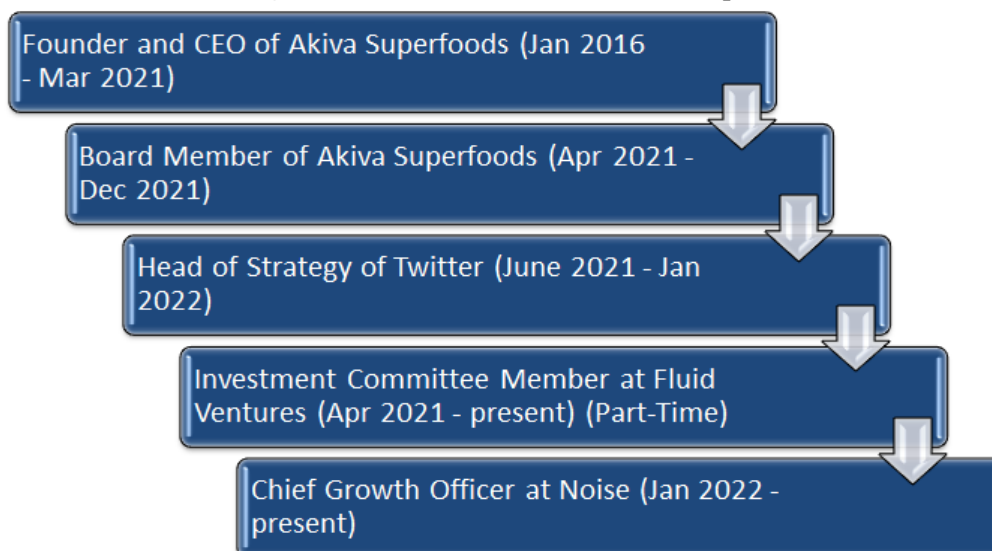 Founder and CEO of Akiva Superfoods (Jan 2016
- Mar 2021)
Board Member of Akiva Superfoods (Apr 2021 -
Dec 2021)
Head of Strategy of Twitter (June 2021 - Jan
2022)
Investment Committee Member at Fluid
Ventures (Apr 2021 - present) (Part-Time)
Chief Growth Officer at Noise (Jan 2022 -
present)